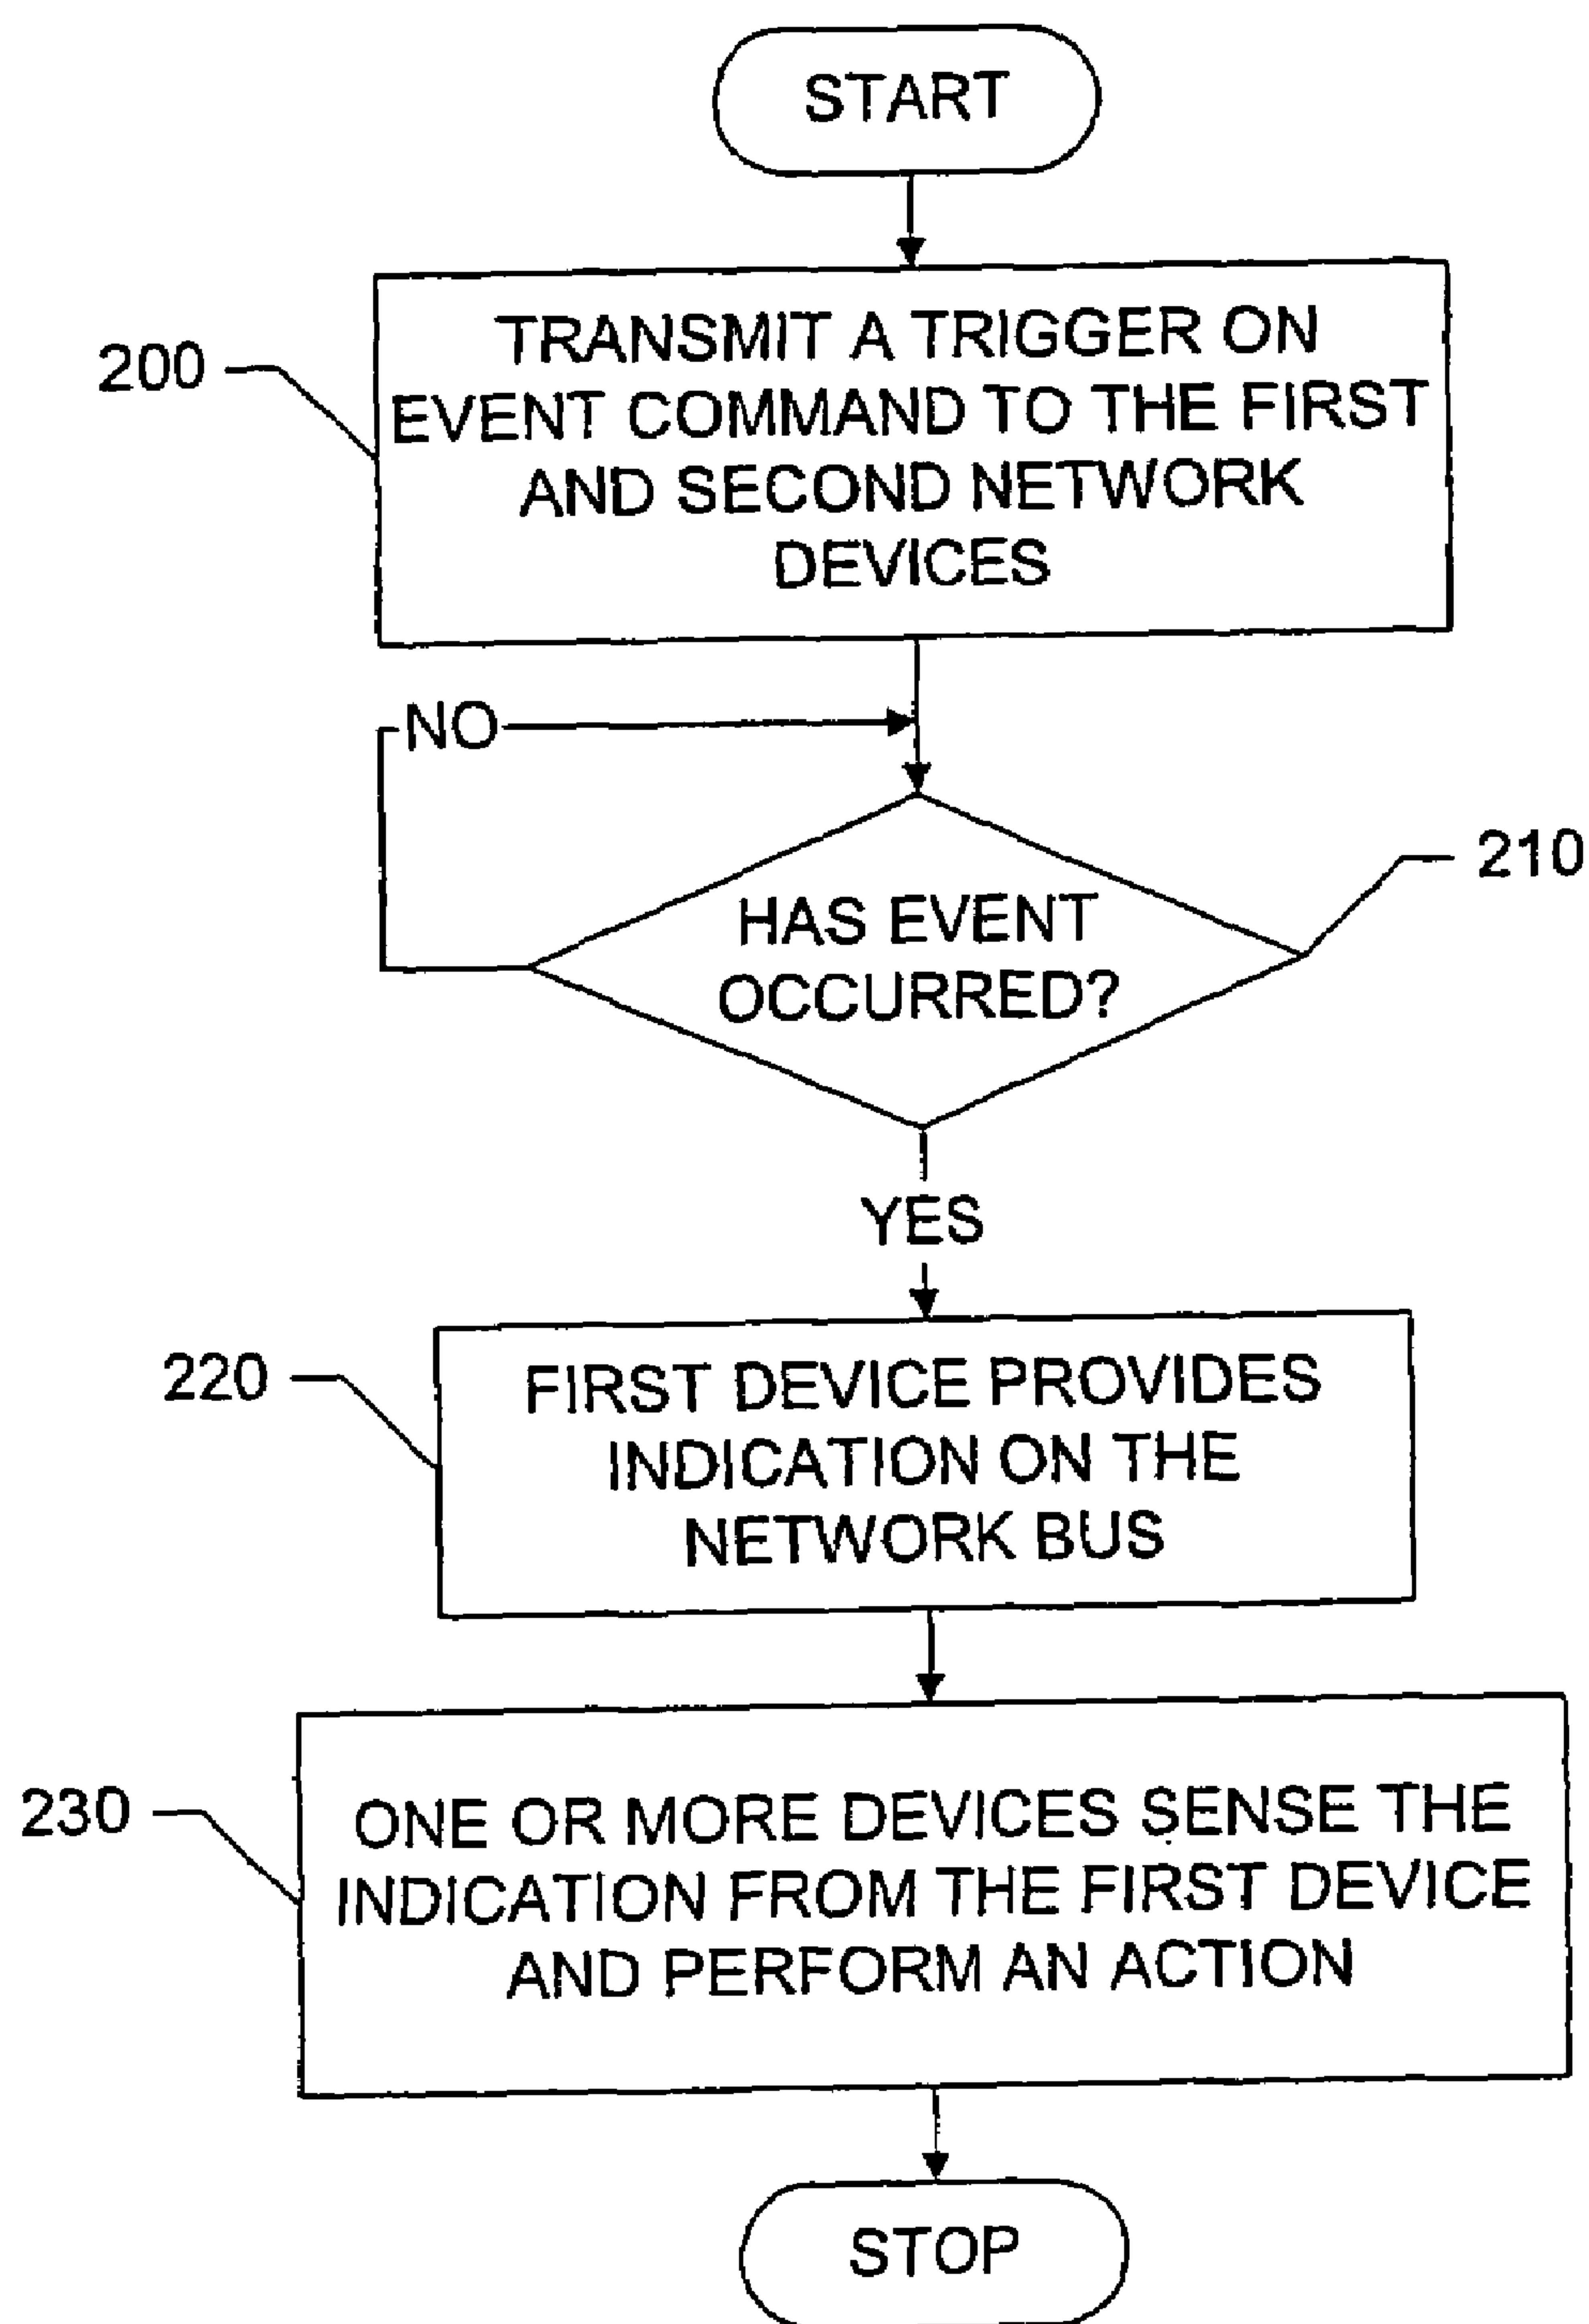 START
200
TRANSMIT A TRIGGER ON
EVENT COMMAND TO THE FIRST
AND SECOND NETWORK
DEVICES
NO
210
HAS EVENT
OCCURRED?
YES
220
FIRST DEVICE PROVIDES
INDICATION ON THE
NETWORK BUS
230
ONE OR MORE DEVICES SENSE THE
INDICATION FROM THE FIRST DEVICE
AND PERFORM AN ACTION
STOP